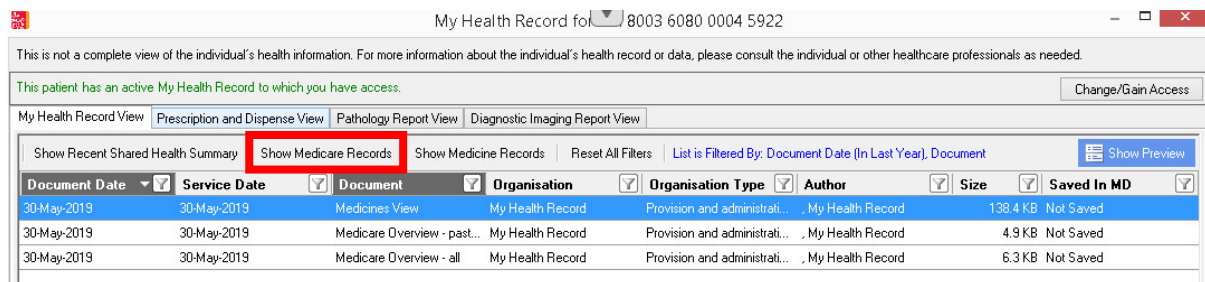 My Health Record for 8003 6080 0004 5922
This is not a complete view of the individual's health information. For more information about the individual's health record or data, please consult the individual or other healthcare professionals as needed.
This patient has an active My Health Record to which you have access. Change/Gain Access
My Health Record View Prescription and Dispense View Pathology Report View Diagnostic Imaging Report View
Show Recent Shared Health Summary Show Medicare Records Show Medicine Records Reset All Filters List is Filtered By: Document Date (In Last Year), Document Show Preview
Document Date Service Date Document Organisation Organisation Type Author Size Saved In MD
30-May-2019 30-May-2019 Medicines View My Health Record Provision and administrati... , My Health Record 138.4 KB Not Saved
30-May-2019 30-May-2019 Medicare Overview - past... My Health Record Provision and administrati... , My Health Record 4.9 KB Not Saved
30-May-2019 30-May-2019 Medicare Overview - all My Health Record Provision and administrati... , My Health Record 6.3 KB Not Saved